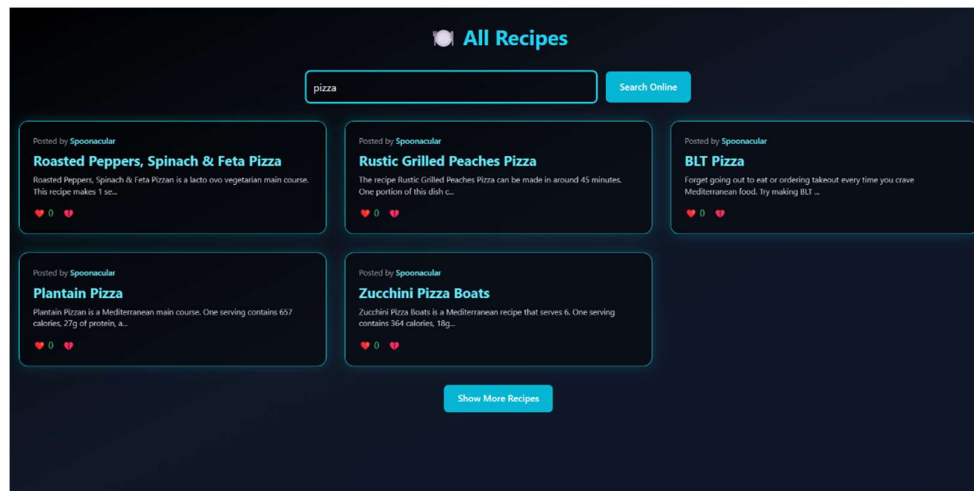 All Recipes
pizza
Search Online
Posted by Spoonacular
Roasted Peppers, Spinach & Feta Pizza
Roasted Peppers, Spinach & Feta Pizzan is a lacto ovo vegetarian main course.
This recipe makes 1 se...
0
Posted by Spoonacular
Rustic Grilled Peaches Pizza
The recipe Rustic Grilled Peaches Pizza can be made in around 45 minutes.
One portion of this dish c...
0
Posted by Spoonacular
BLT Pizza
Forget going out to eat or ordering takeout every time you crave
Mediterranean food. Try making BLT ...
0
Posted by Spoonacular
Plantain Pizza
Plantain Pizzan is a Mediterranean main course. One serving contains 657
calories, 27g of protein, a...
0
Posted by Spoonacular
Zucchini Pizza Boats
Zucchini Pizza Boats is a Mediterranean recipe that serves 6. One serving
contains 364 calories, 18g...
0
Show More Recipes